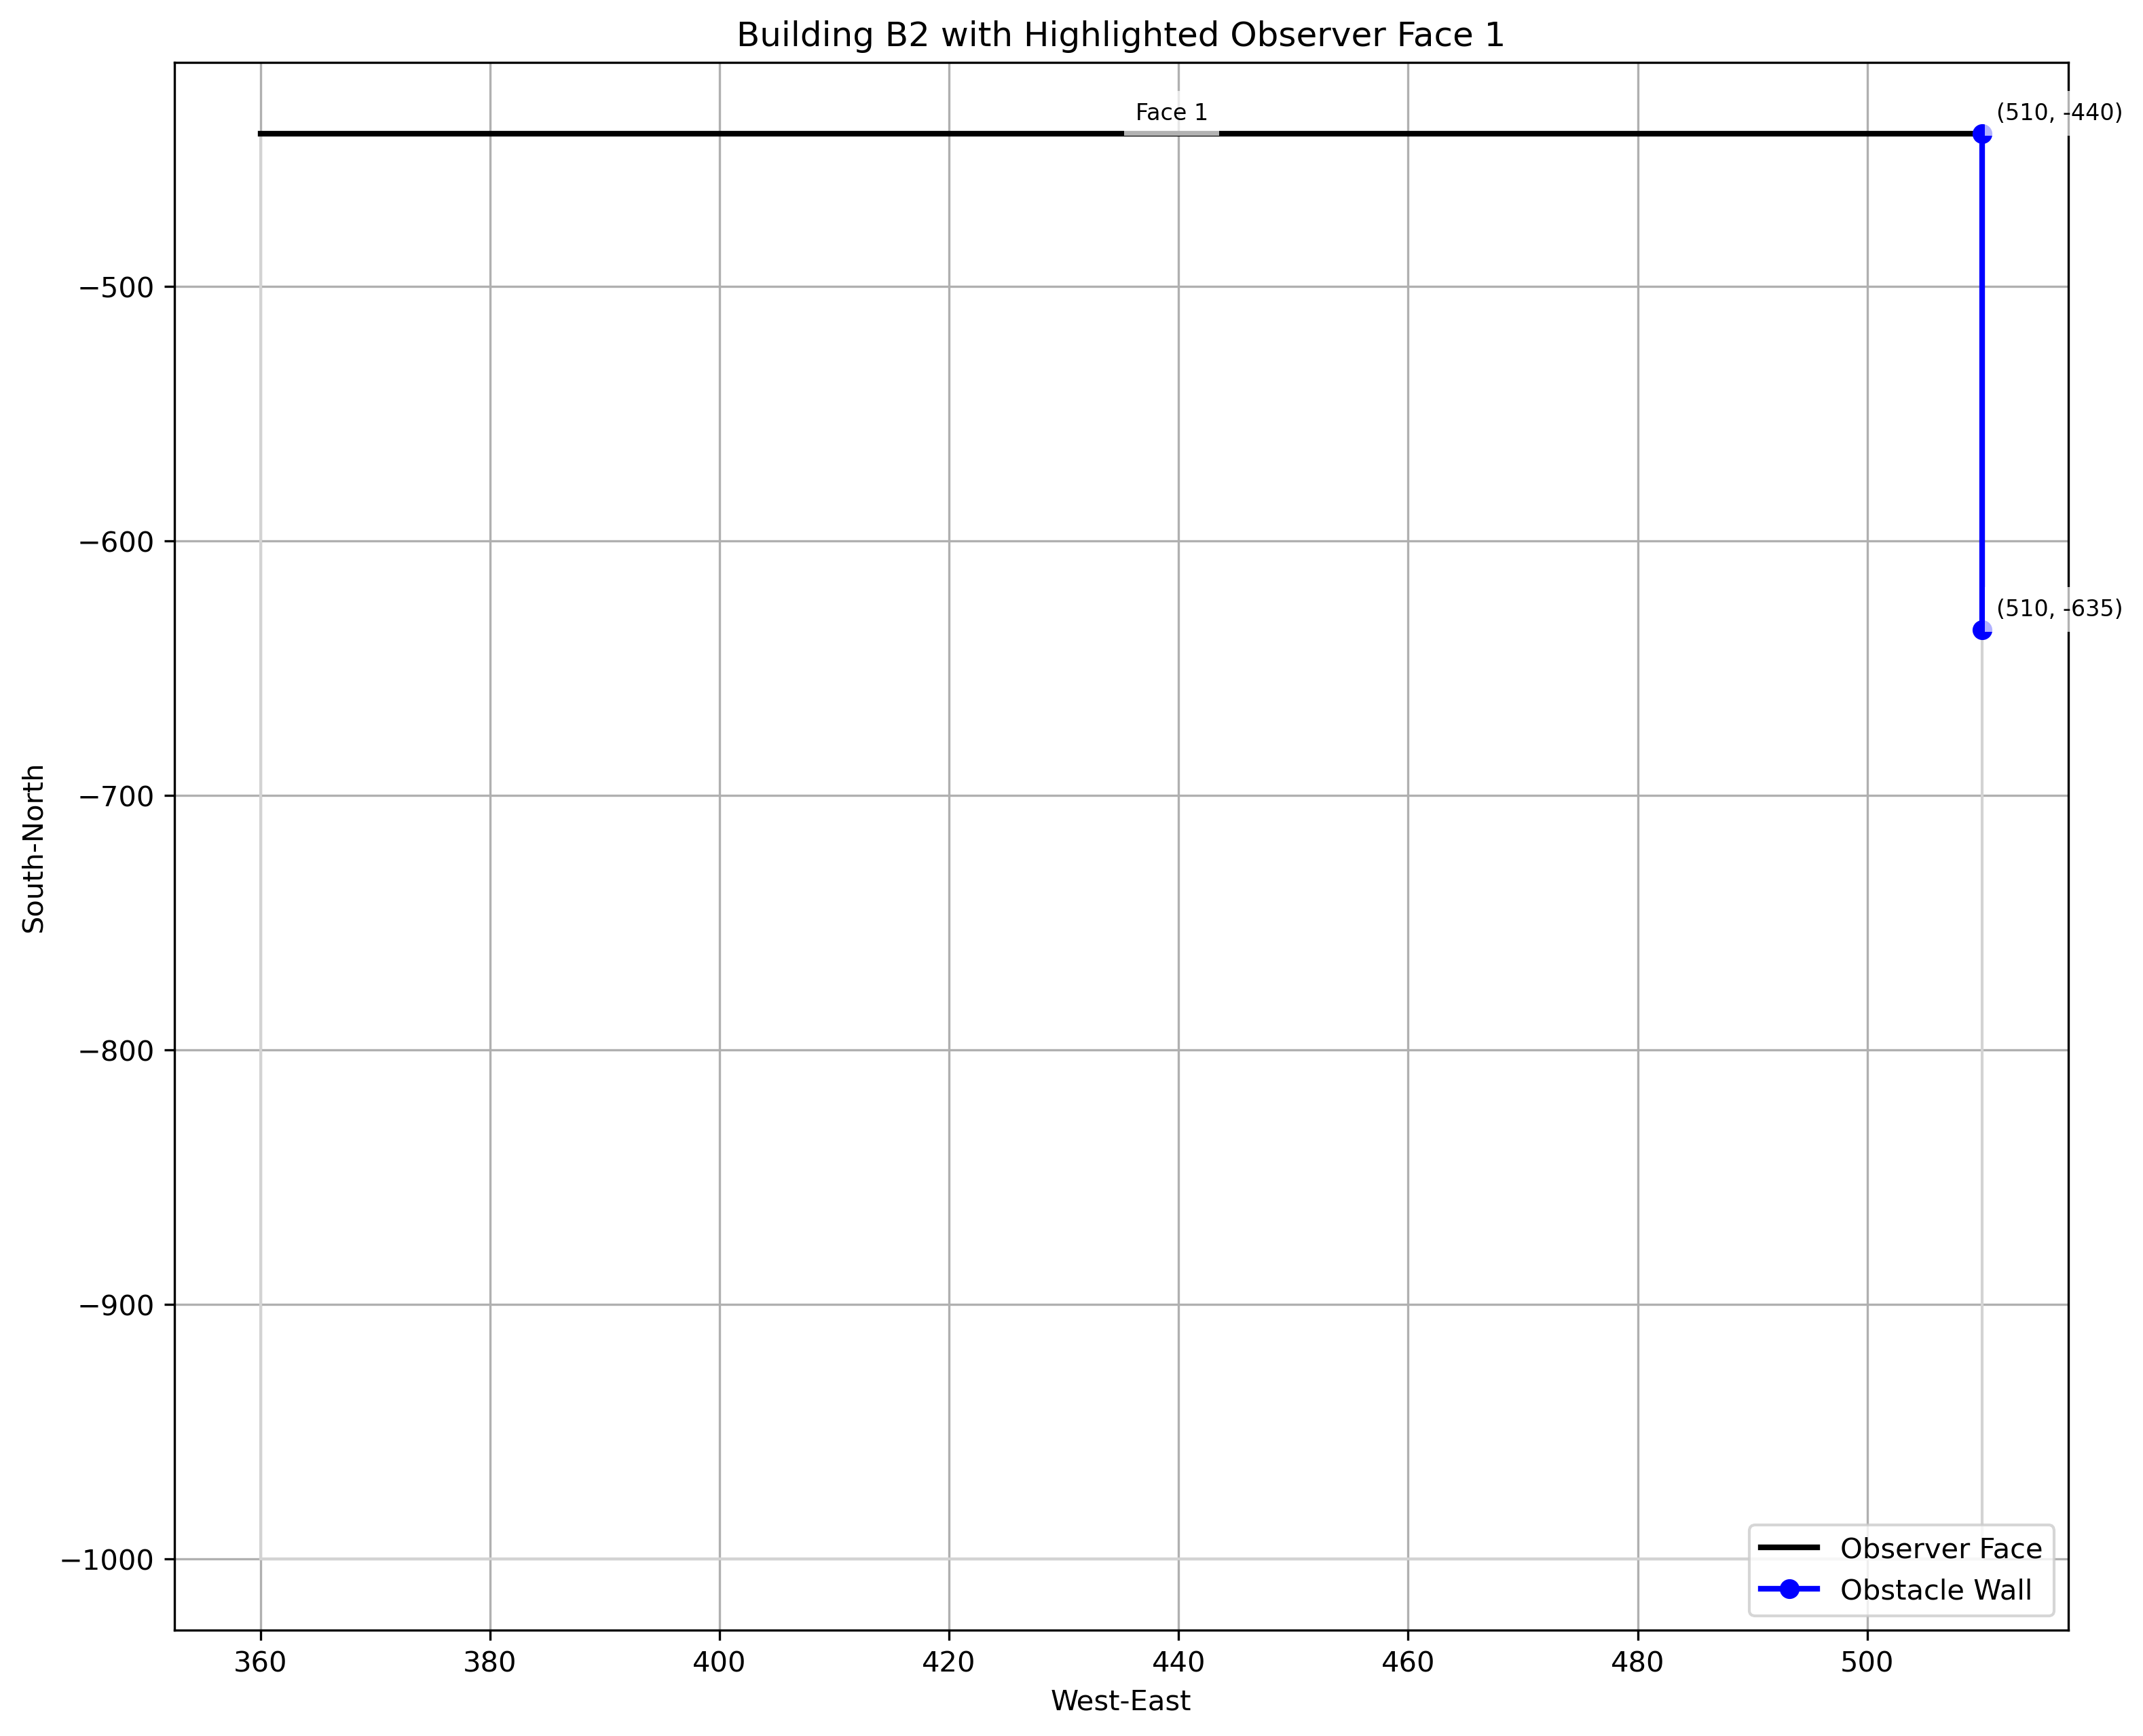 Building B2 with Highlighted Observer Face 1
Face 1
(510, -440)
−500
−600
(510, -635)
−700
−800
−900
−1000
South-North
Observer Face
Obstacle Wall
360 380 400 420 440 460 480 500
West-East